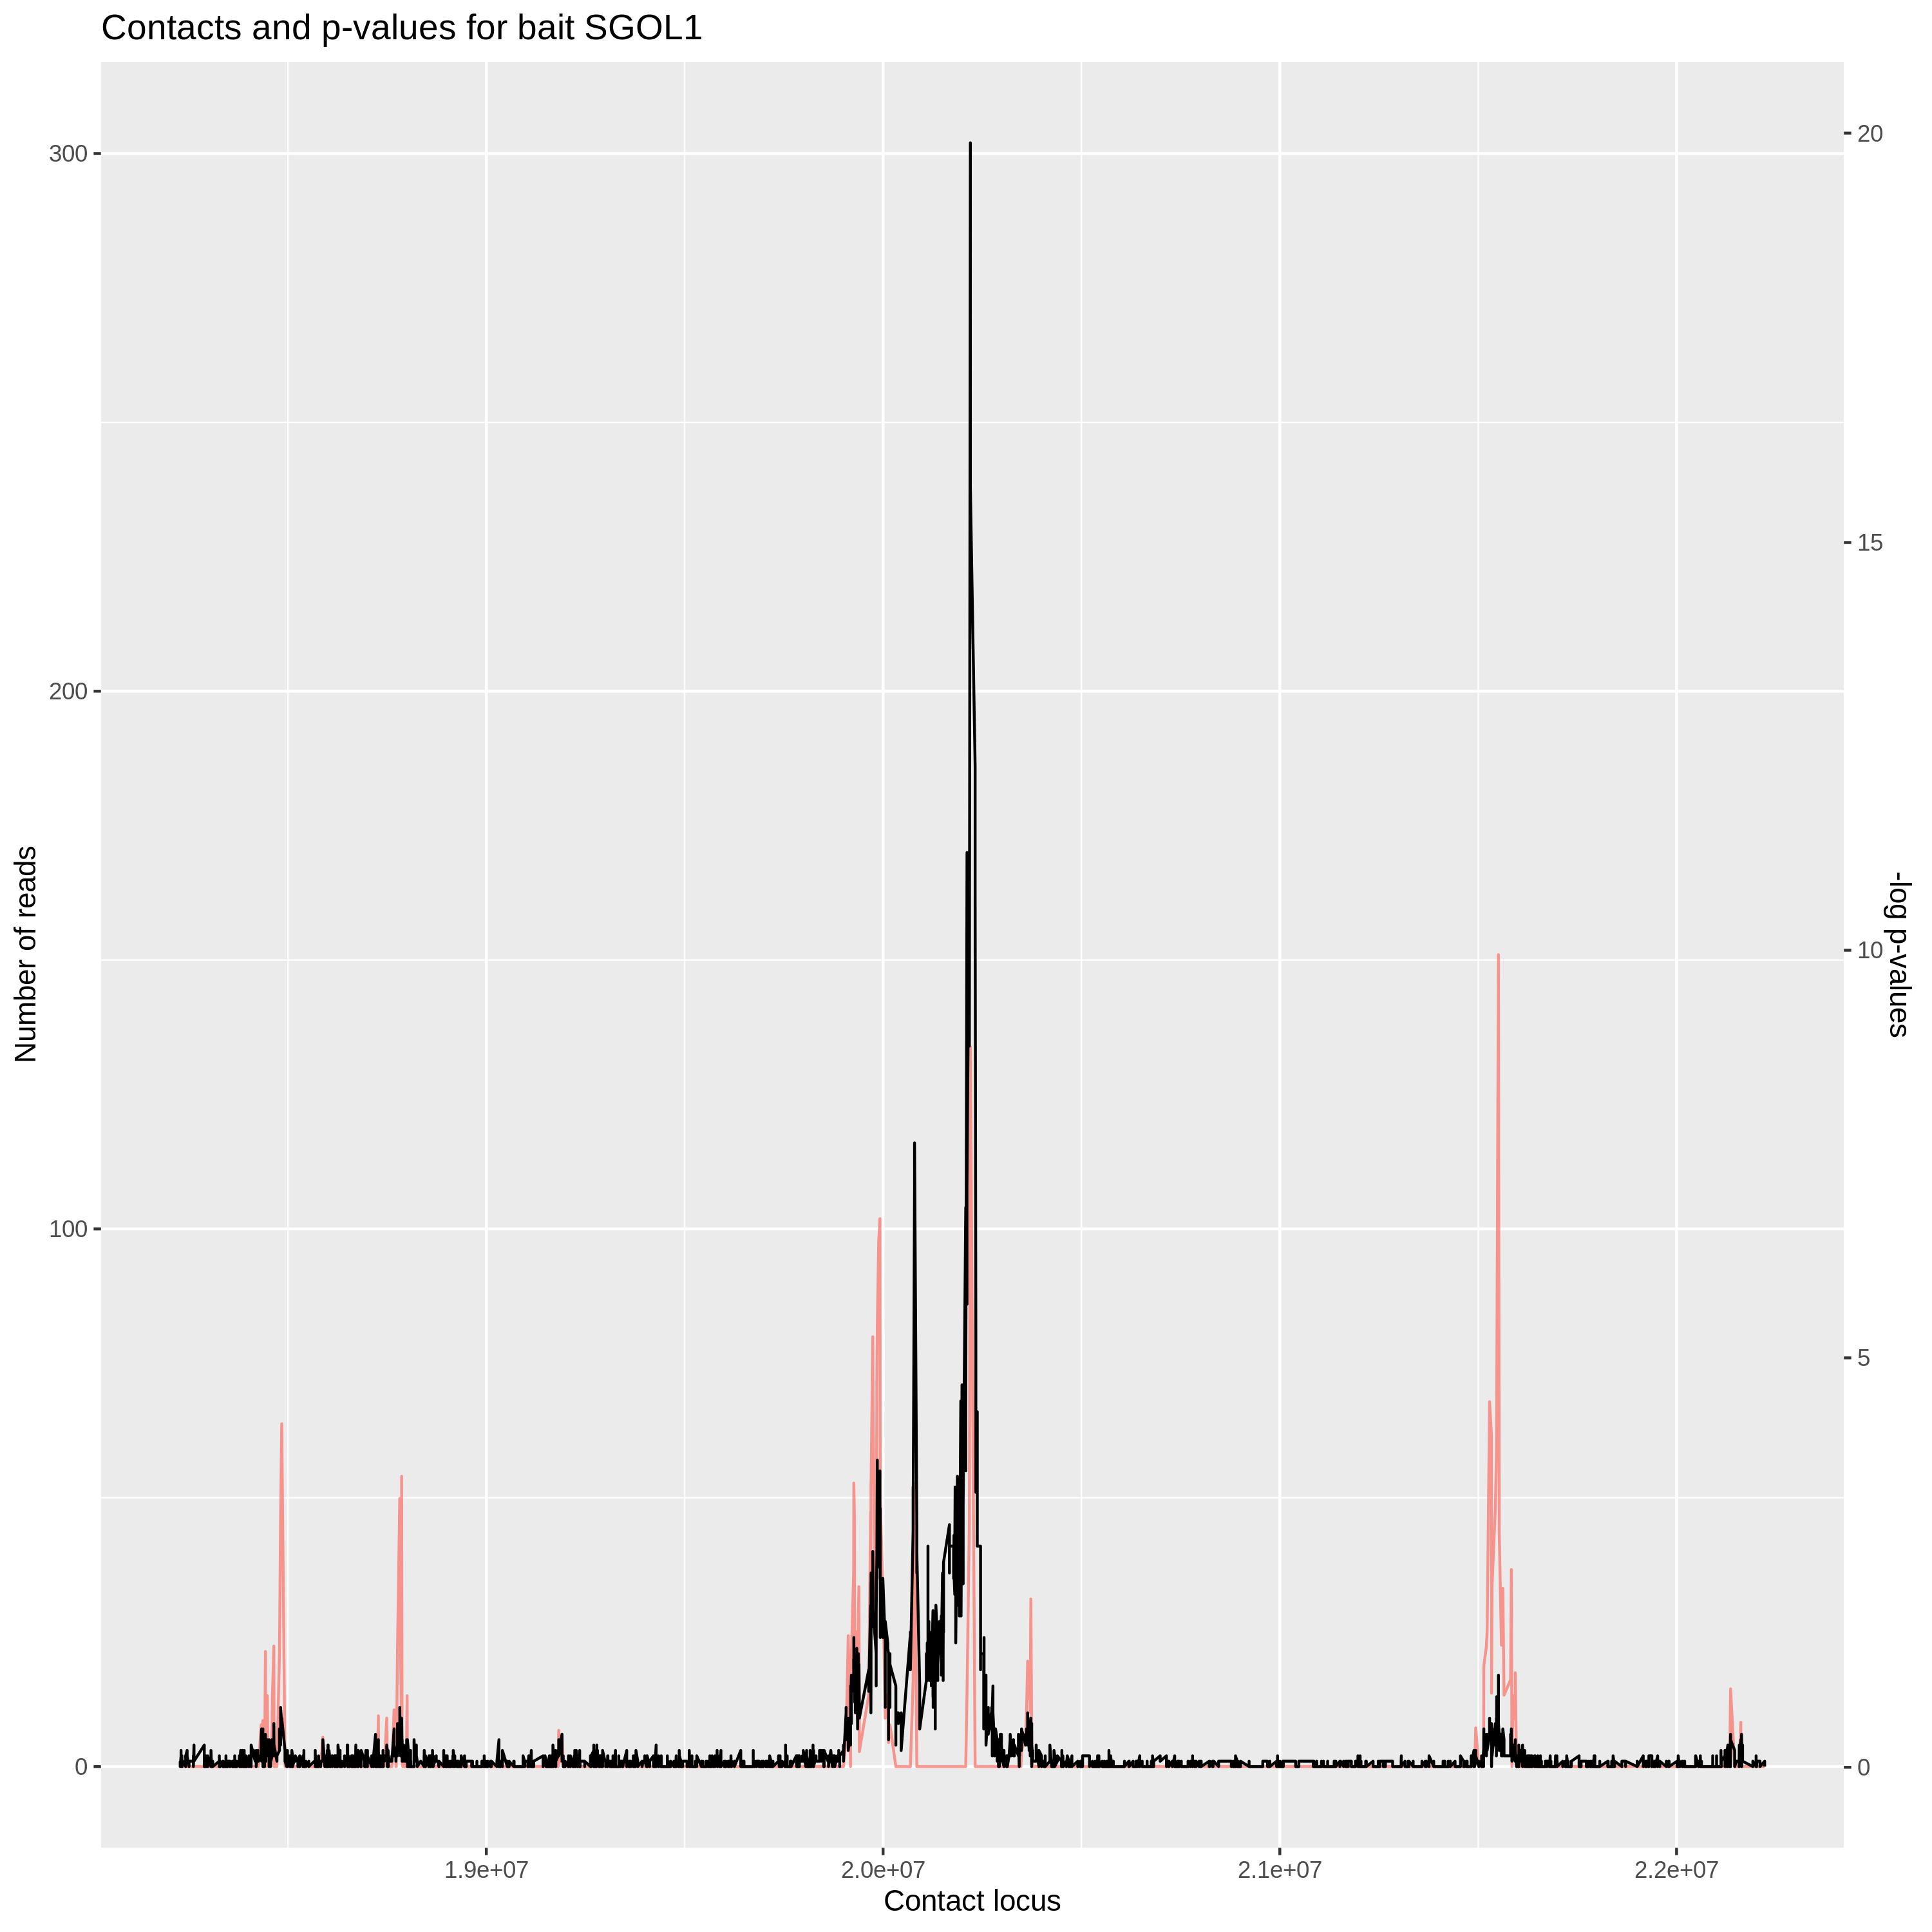 Contacts and p-values for bait SGOL1
300
200
100
0
Number of reads
20
15
10
5
0
-log p-values
1.9e+07 2.0e+07 2.1e+07 2.2e+07
Contact locus